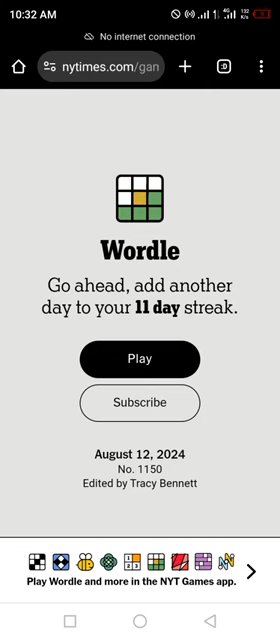 10:32 AM
4G
132
K/s
No internet connection
nytimes.com/gan
:D
Wordle
Go ahead, add another
day to your 11 day streak.
Play
Subscribe
August 12, 2024
No. 1150
Edited by Tracy Bennett
Play Wordle and more in the NYT Games app.